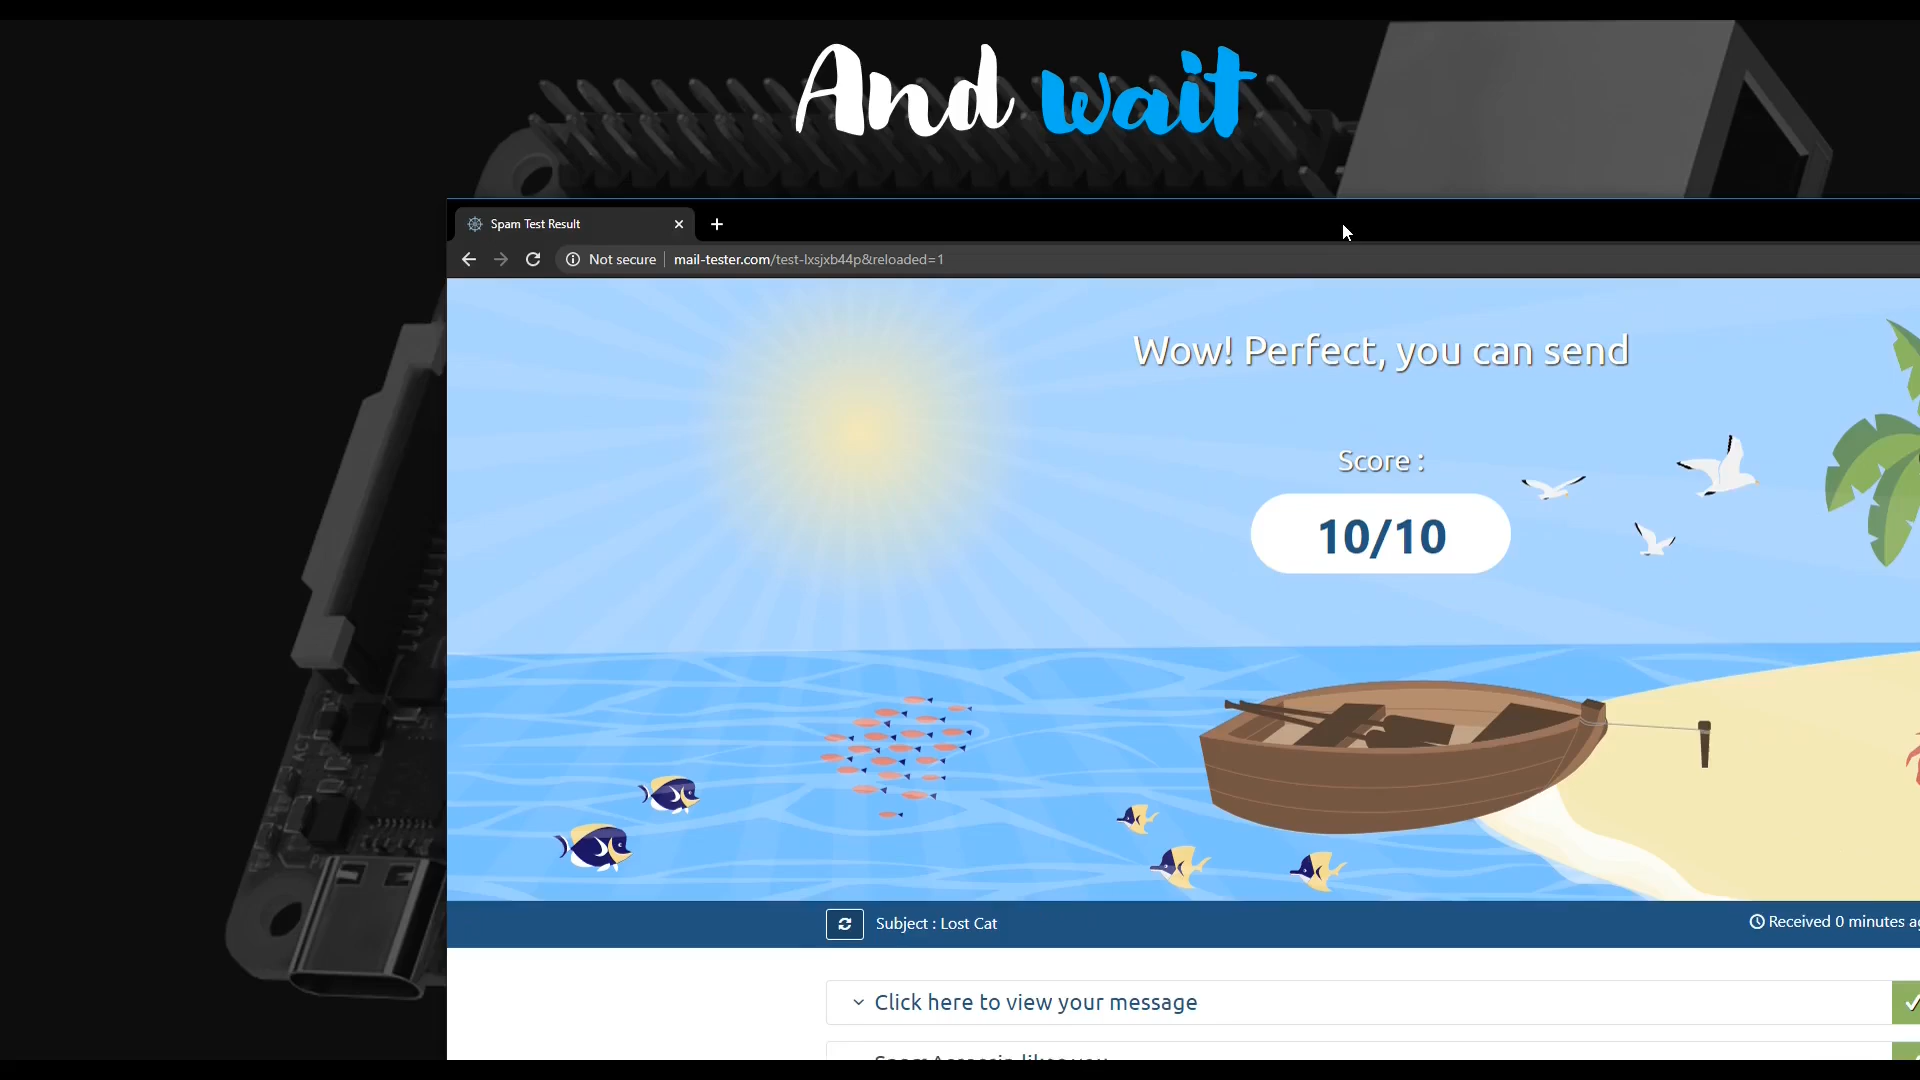 And wait
Spam Test Result
Not secure
mail-tester.com/test-lxsjxb44p&reloaded=1
Wow! Perfect, you can send
Score :
10/10
Subject : Lost Cat
Received 0 minutes
Click here to view your message
ACT